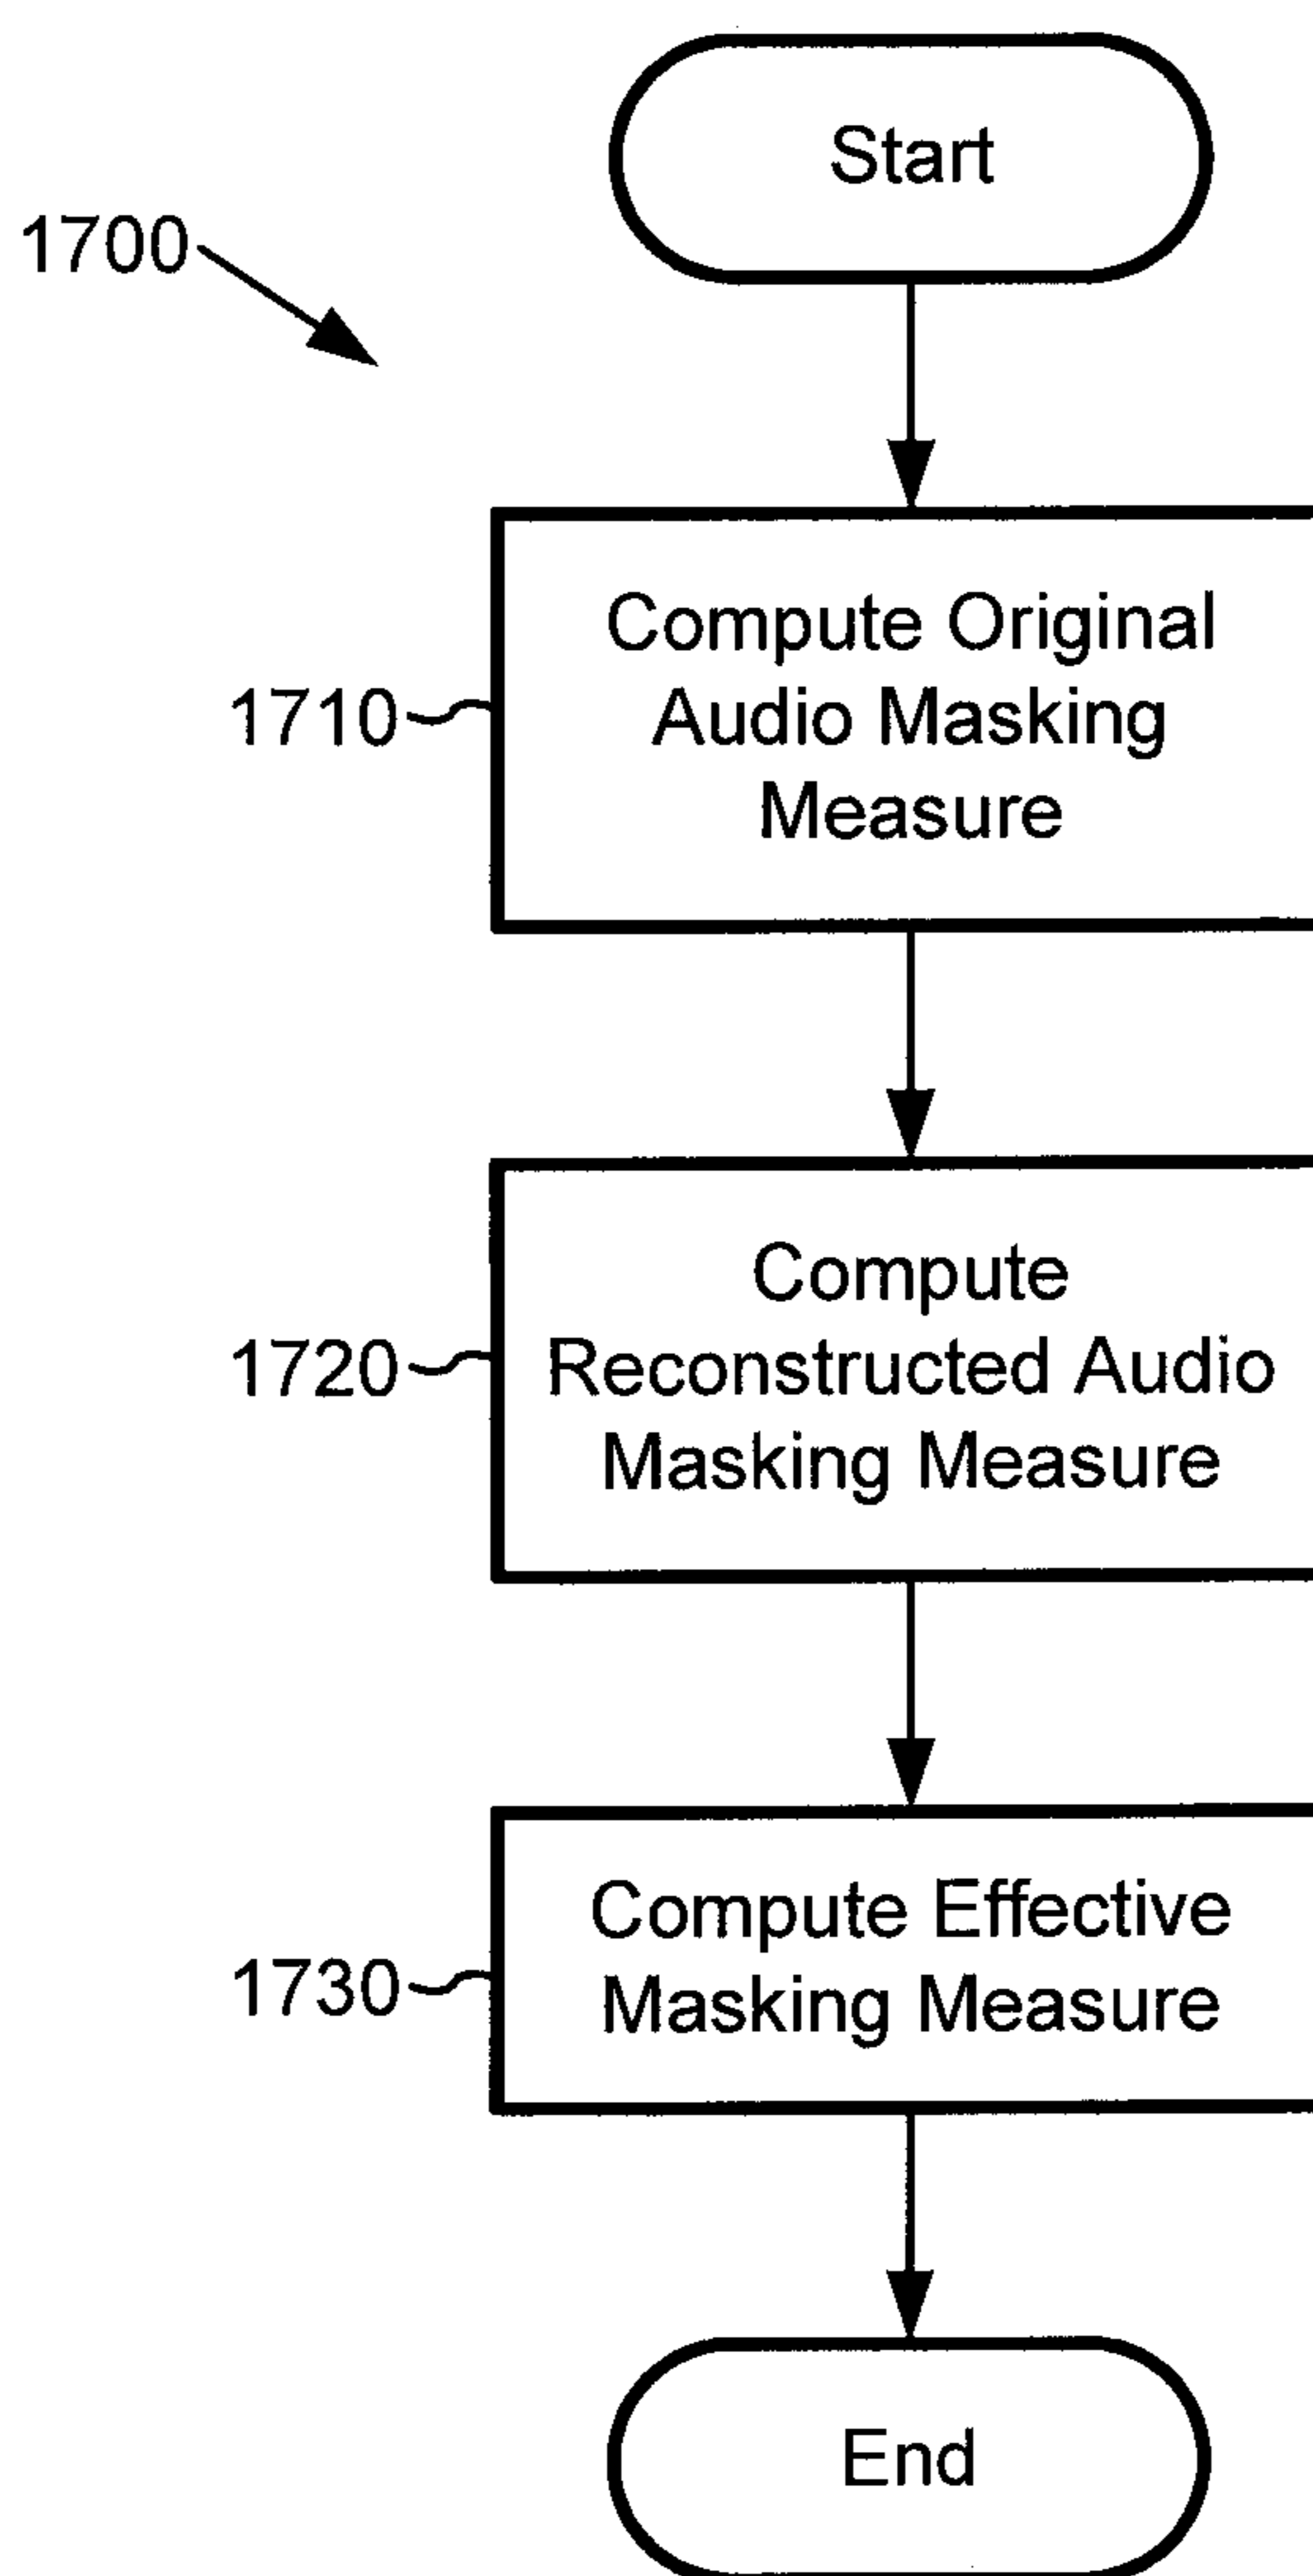 Start
1700
Compute Original
Audio Masking
Measure
1710
Compute
Reconstructed Audio
Masking Measure
1720
Compute Effective
Masking Measure
1730
End